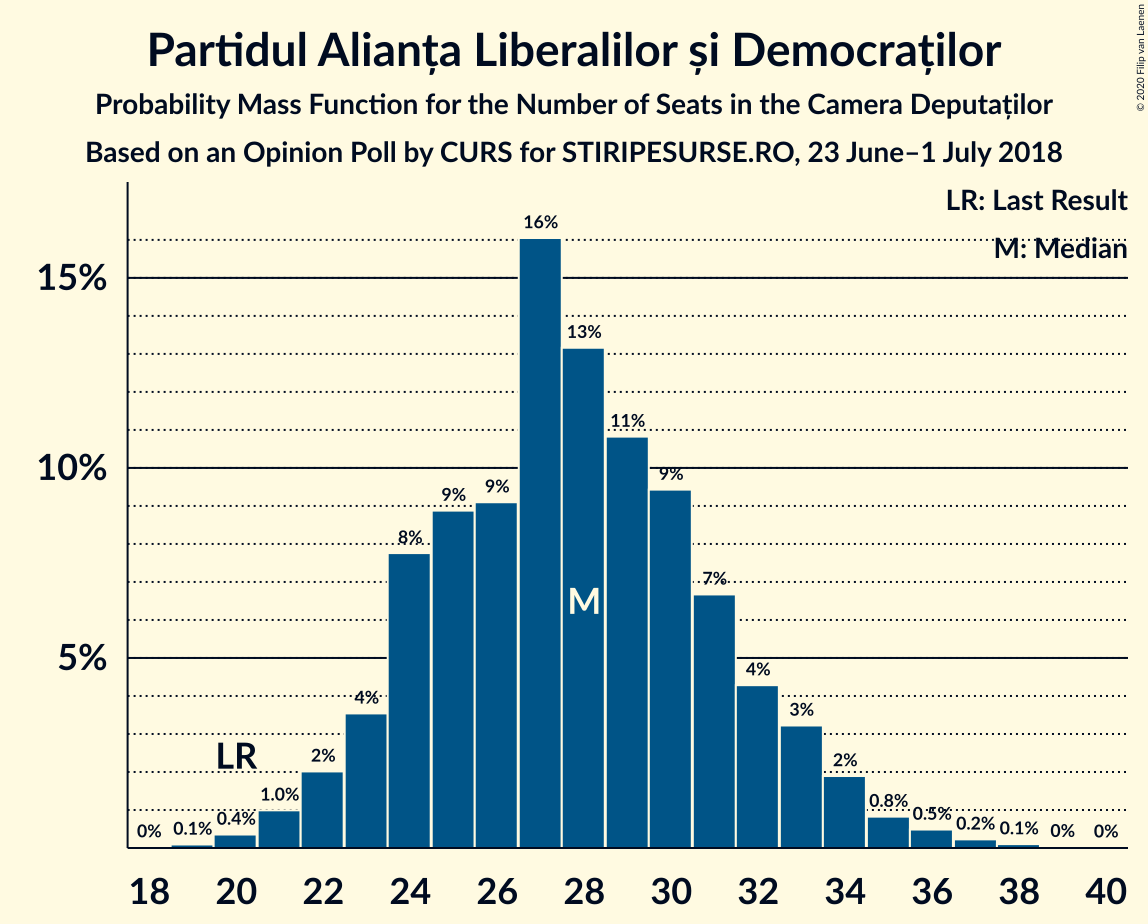 Partidul Alianța Liberalilor și Democraților
Probability Mass Function for the Number of Seats in the Camera Deputaților
Based on an Opinion Poll by CURS for STIRIPESURSE.RO, 23 June–1 July 2018
© 2020 Filip van Laenen
LR: Last Result
M: Median
15%
10%
5%
0%
0.1%
0.4%
1.0%
2%
4%
8%
9%
9%
16%
13%
11%
9%
7%
4%
3%
2%
0.8%
0.5%
0.2%
0.1%
0%
0%
LR
M
18 20 22 24 26 28 30 32 34 36 38 40